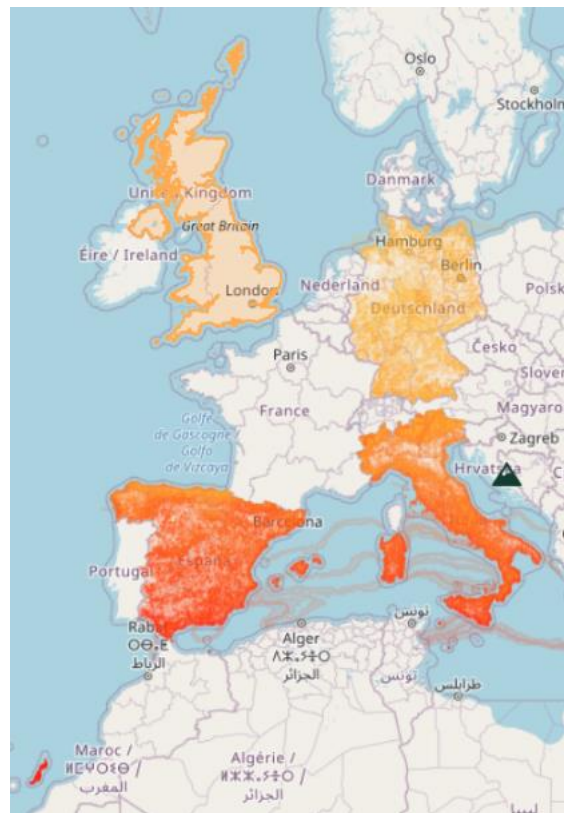 Oslo
Stockholm
Danmark
United Kingdom
Great Britain
Éire / Ireland
Hamburg
Berlin
Nederland
Polsk
London
Deutschland
Česko
Paris
Sloven
Magyaro
France
Zagreb
Golfe
de Gascogne
Golfo
de Vizcaya
Hrvatska
Barcelona
España
Portugal
Alger
ⴷⵣⴰⵢⴻⵔ
الجزائر
تونس
ⵔⴱⴰⵟ
الرباط
تونس
طرابلس
Maroc /
ⵍⵎⵖⵔⵉⴱ /
المغرب
Algérie /
ⵍⵣⵣⴰⵢⴻⵔ /
الجزائر
ليبيا